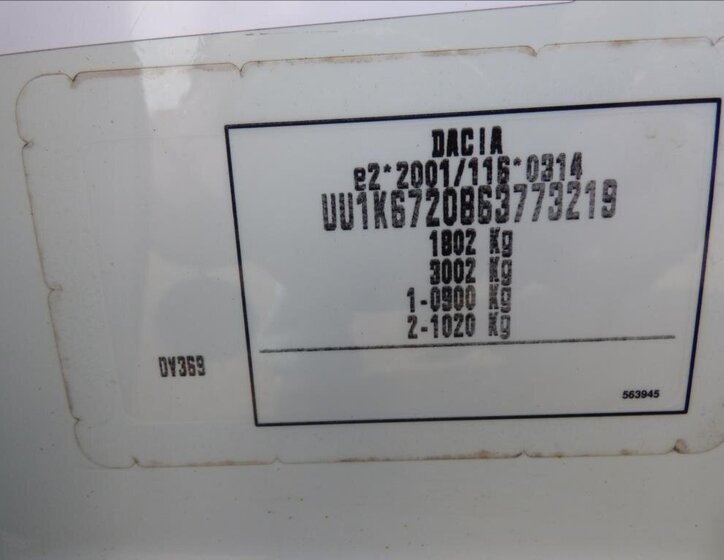 DACIA
e2*2001/116*0314
UU1K6720B63773219
1802 Kg
3002 Kg
1-0900 Kg
2-1020 Kg
DV369
563945